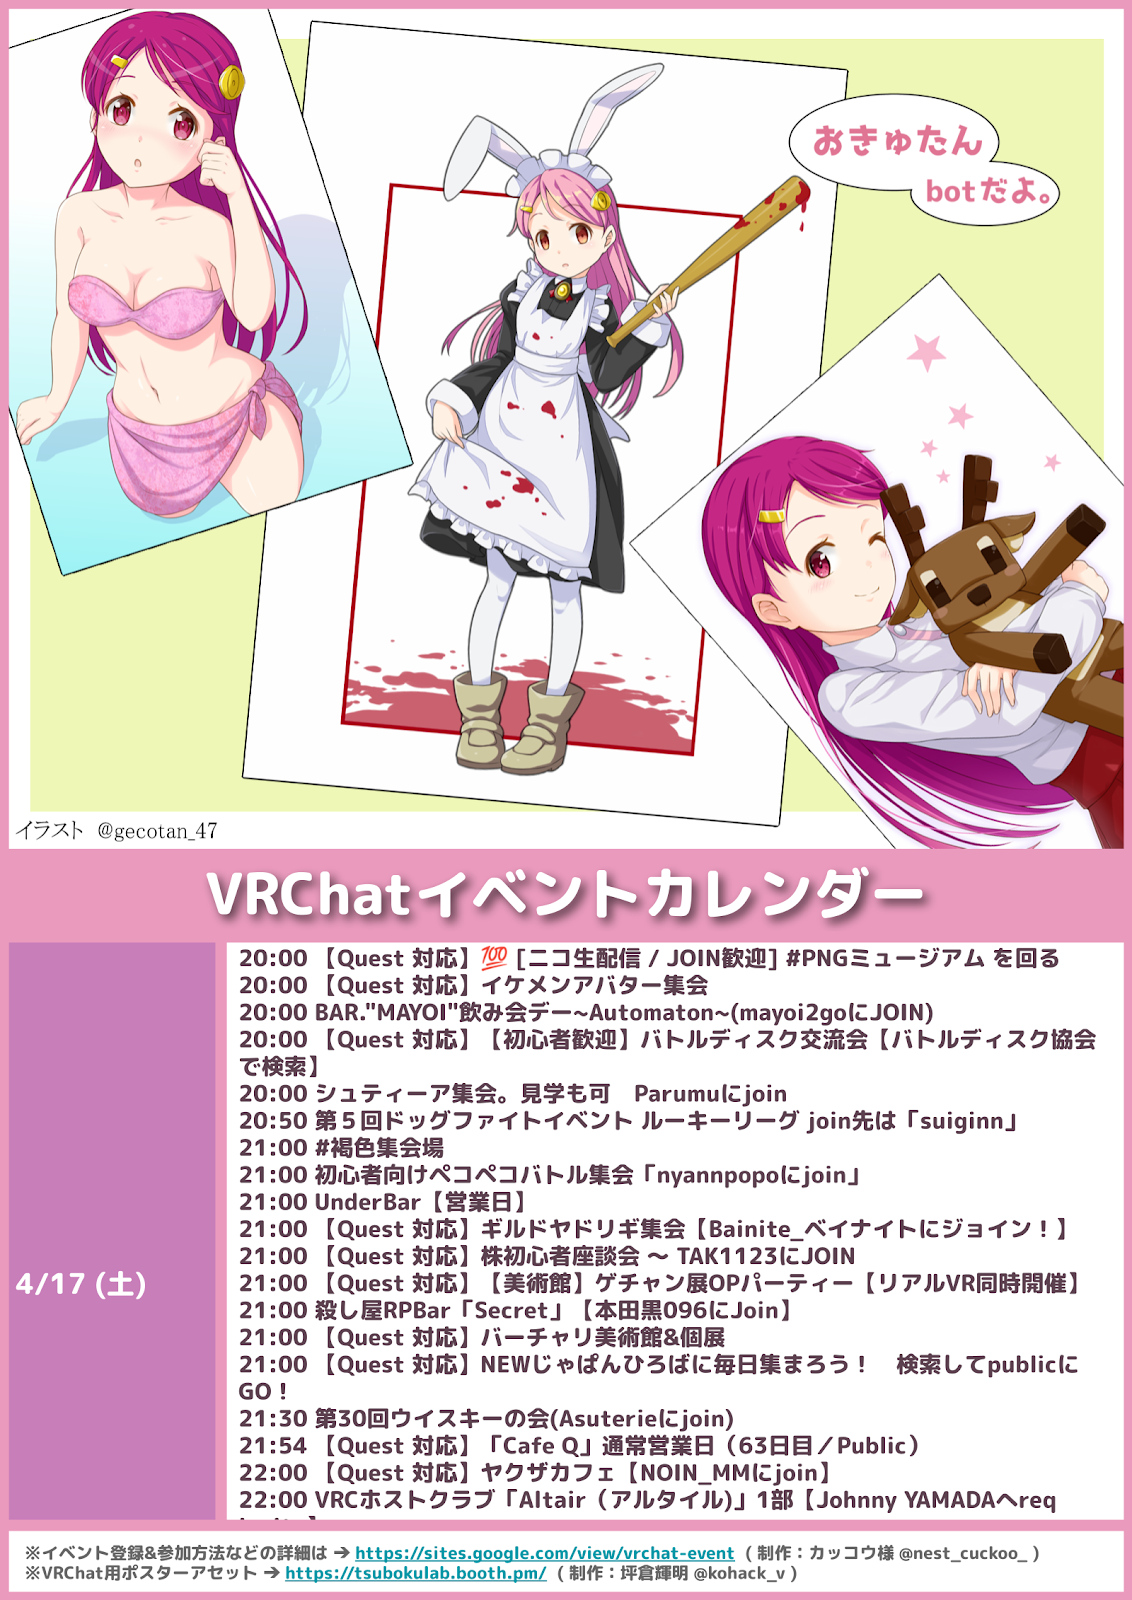 おきゅたん
botだよ。
イラスト @gecotan_47
VRChatイベントカレンダー
4/17 (土)
20:00 【Quest 対応】💯 [ニコ生配信 / JOIN歓迎] #PNGミュージアム を回る
20:00 【Quest 対応】イケメンアバター集会
20:00 BAR."MAYOI"飲み会デー~Automaton~(mayoi2goにJOIN)
20:00 【Quest 対応】【初心者歓迎】バトルディスク交流会【バトルディスク協会
で検索】
20:00 シュティーア集会。見学も可　Parumuにjoin
20:50 第５回ドッグファイトイベント ルーキーリーグ join先は「suiginn」
21:00 #褐色集会場
21:00 初心者向けペコペコバトル集会「nyannpopoにjoin」
21:00 UnderBar【営業日】
21:00 【Quest 対応】ギルドヤドリギ集会【Bainite_ベイナイトにジョイン！】
21:00 【Quest 対応】株初心者座談会 〜 TAK1123にJOIN
21:00 【Quest 対応】【美術館】ゲチャン展OPパーティー【リアルVR同時開催】
21:00 殺し屋RPBar「Secret」【本田黒096にJoin】
21:00 【Quest 対応】バーチャリ美術館&個展
21:00 【Quest 対応】NEWじゃぱんひろばに毎日集まろう！　検索してpublicに
GO！
21:30 第30回ウイスキーの会(Asuterieにjoin)
21:54 【Quest 対応】「Cafe Q」通常営業日（63日目／Public）
22:00 【Quest 対応】ヤクザカフェ【NOIN_MMにjoin】
22:00 VRCホストクラブ「Altair（アルタイル)」1部【Johnny YAMADAへreq
※イベント登録&参加方法などの詳細は ➔ https://sites.google.com/view/vrchat-event ( 制作：カッコウ様 @nest_cuckoo_ )
※VRChat用ポスターアセット ➔ https://tsubokulab.booth.pm/ ( 制作：坪倉輝明 @kohack_v )